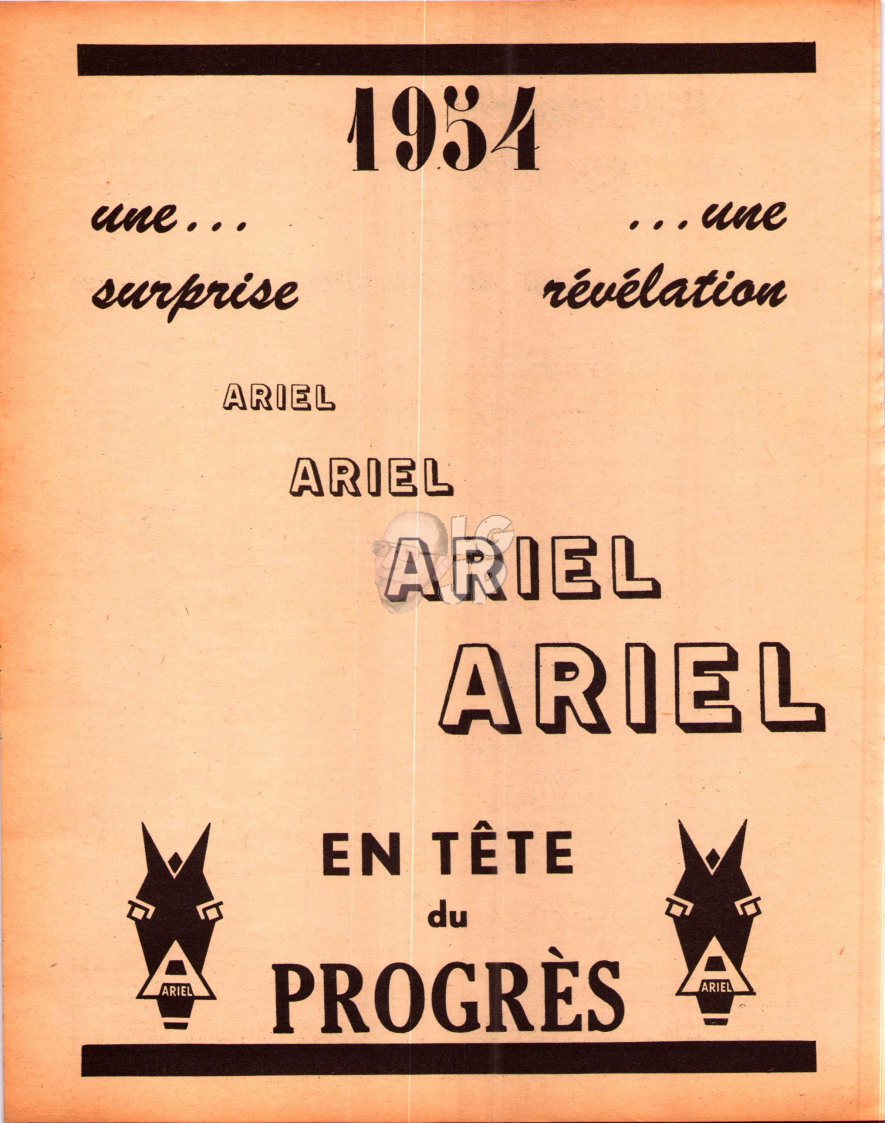 1954
une...
surprise
...une
révélation
ARIEL
ARIEL
ARIEL
ARIEL
EN TÊTE
du
PROGRÈS
A
ARIEL
A
ARIEL